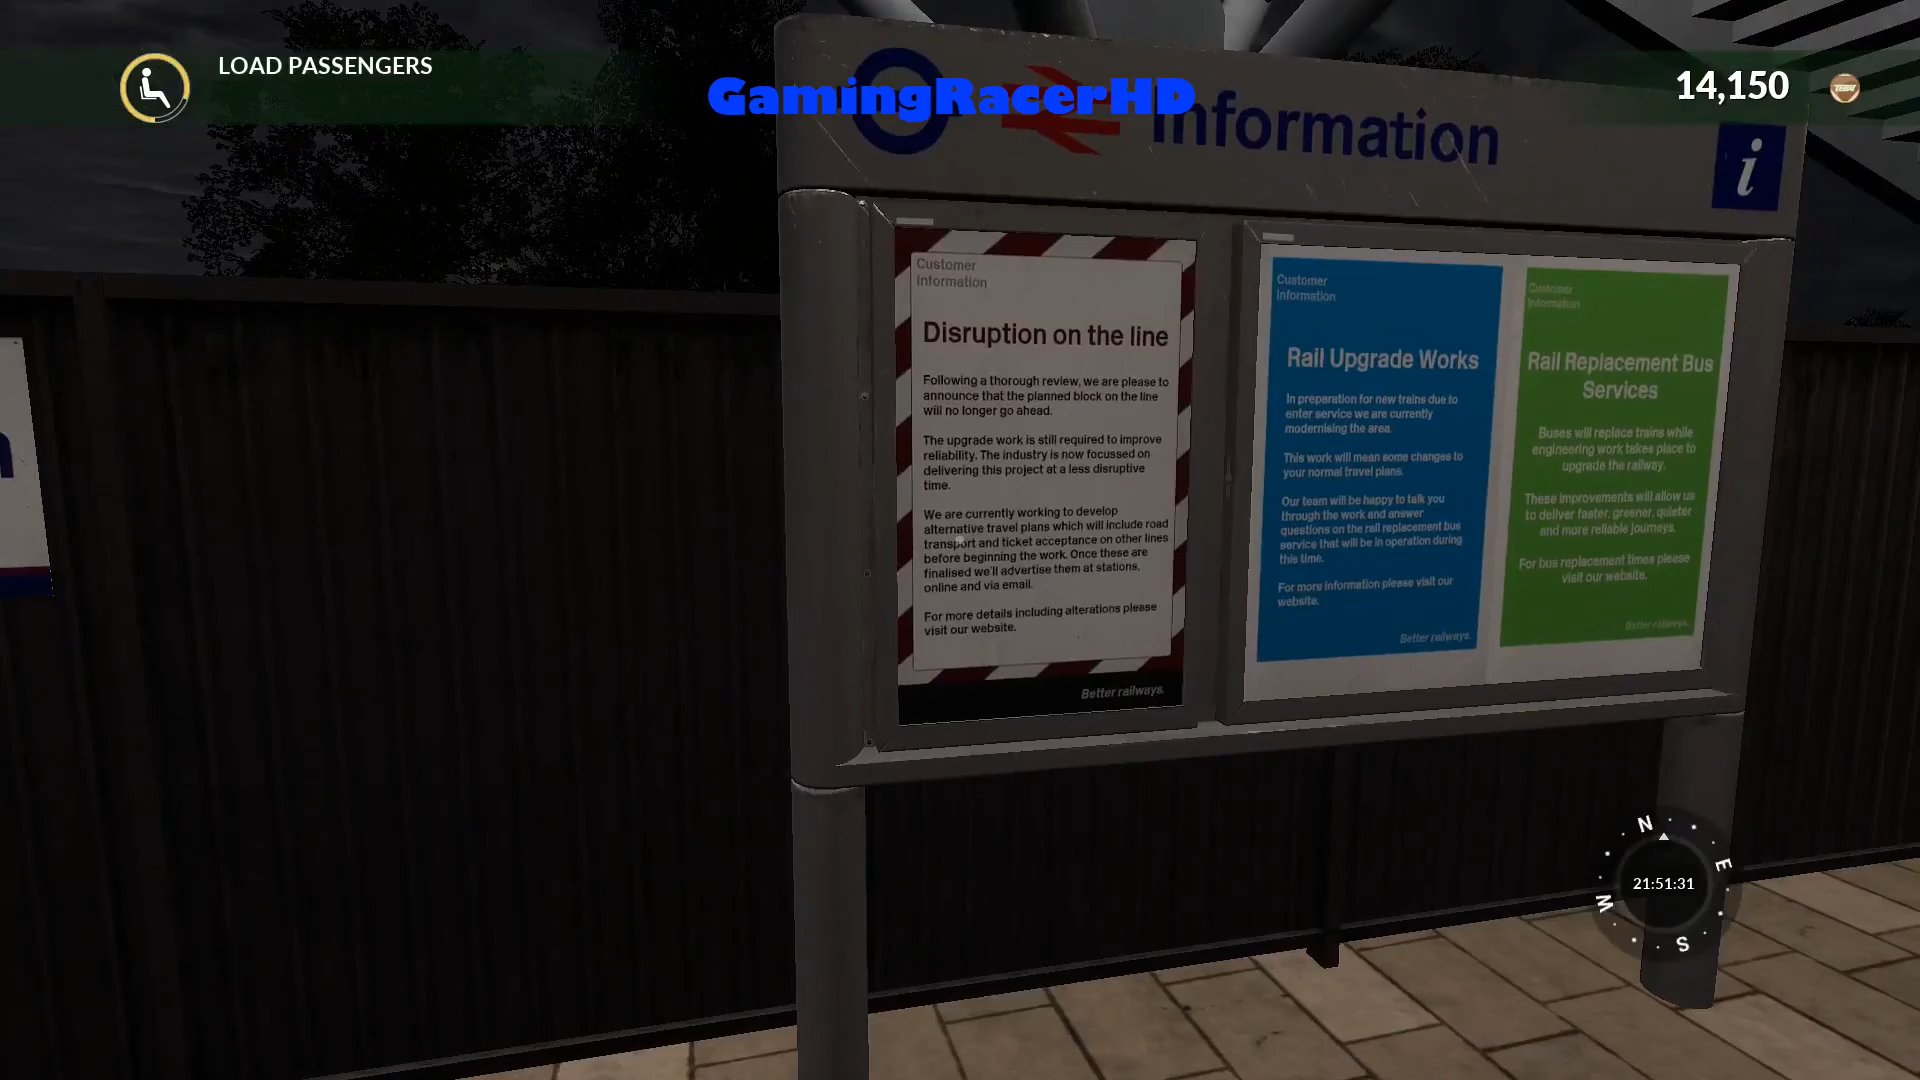 LOAD PASSENGERS
GamingRacerHD
14,150
Information
i
Customer
Information
Disruption on the line
Following a thorough review, we are please to
announce that the planned block on the line
will no longer go ahead.
The upgrade work is still required to improve
reliability. The industry is now focussed on
delivering this project at a less disruptive
time.
We are currently working to develop
alternative travel plans which will include road
transport and ticket acceptance on other lines
before beginning the work. Once these are
finalised we'll advertise them at stations,
online and via email.
For more details including alterations please
visit our website.
Better railways.
Customer
Information
Rail Upgrade Works
In preparation for new trains due to
enter service we are currently
modernising the area.
This work will mean some changes to
your normal travel plans.
Our team will be happy to talk you
through the work and answer
questions on the rail replacement bus
service that will be in operation during
this time.
For more information please visit our
website.
Better railways.
Customer
Information
Rail Replacement Bus
Services
Buses will replace trains while
engineering work takes place to
upgrade the railway.
These improvements will allow us
to deliver faster, greener, quieter
and more reliable journeys.
For bus replacement times please
visit our website.
Better railways.
N
E
S
W
21:51:31